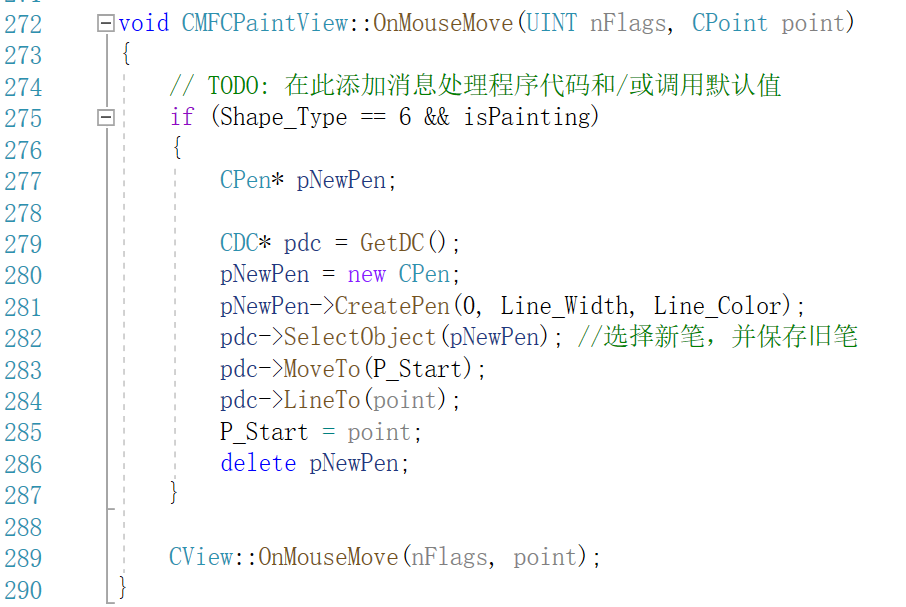 272 void CMFCPaintView::OnMouseMove(UINT nFlags, CPoint point)
273 {
274     // TODO: 在此添加消息处理程序代码和/或调用默认值
275     if (Shape_Type == 6 && isPainting)
276     {
277         CPen* pNewPen;
278
279         CDC* pdc = GetDC();
280         pNewPen = new CPen;
281         pNewPen->CreatePen(0, Line_Width, Line_Color);
282         pdc->SelectObject(pNewPen); //选择新笔，并保存旧笔
283         pdc->MoveTo(P_Start);
284         pdc->LineTo(point);
285         P_Start = point;
286         delete pNewPen;
287     }
288
289     CView::OnMouseMove(nFlags, point);
290 }